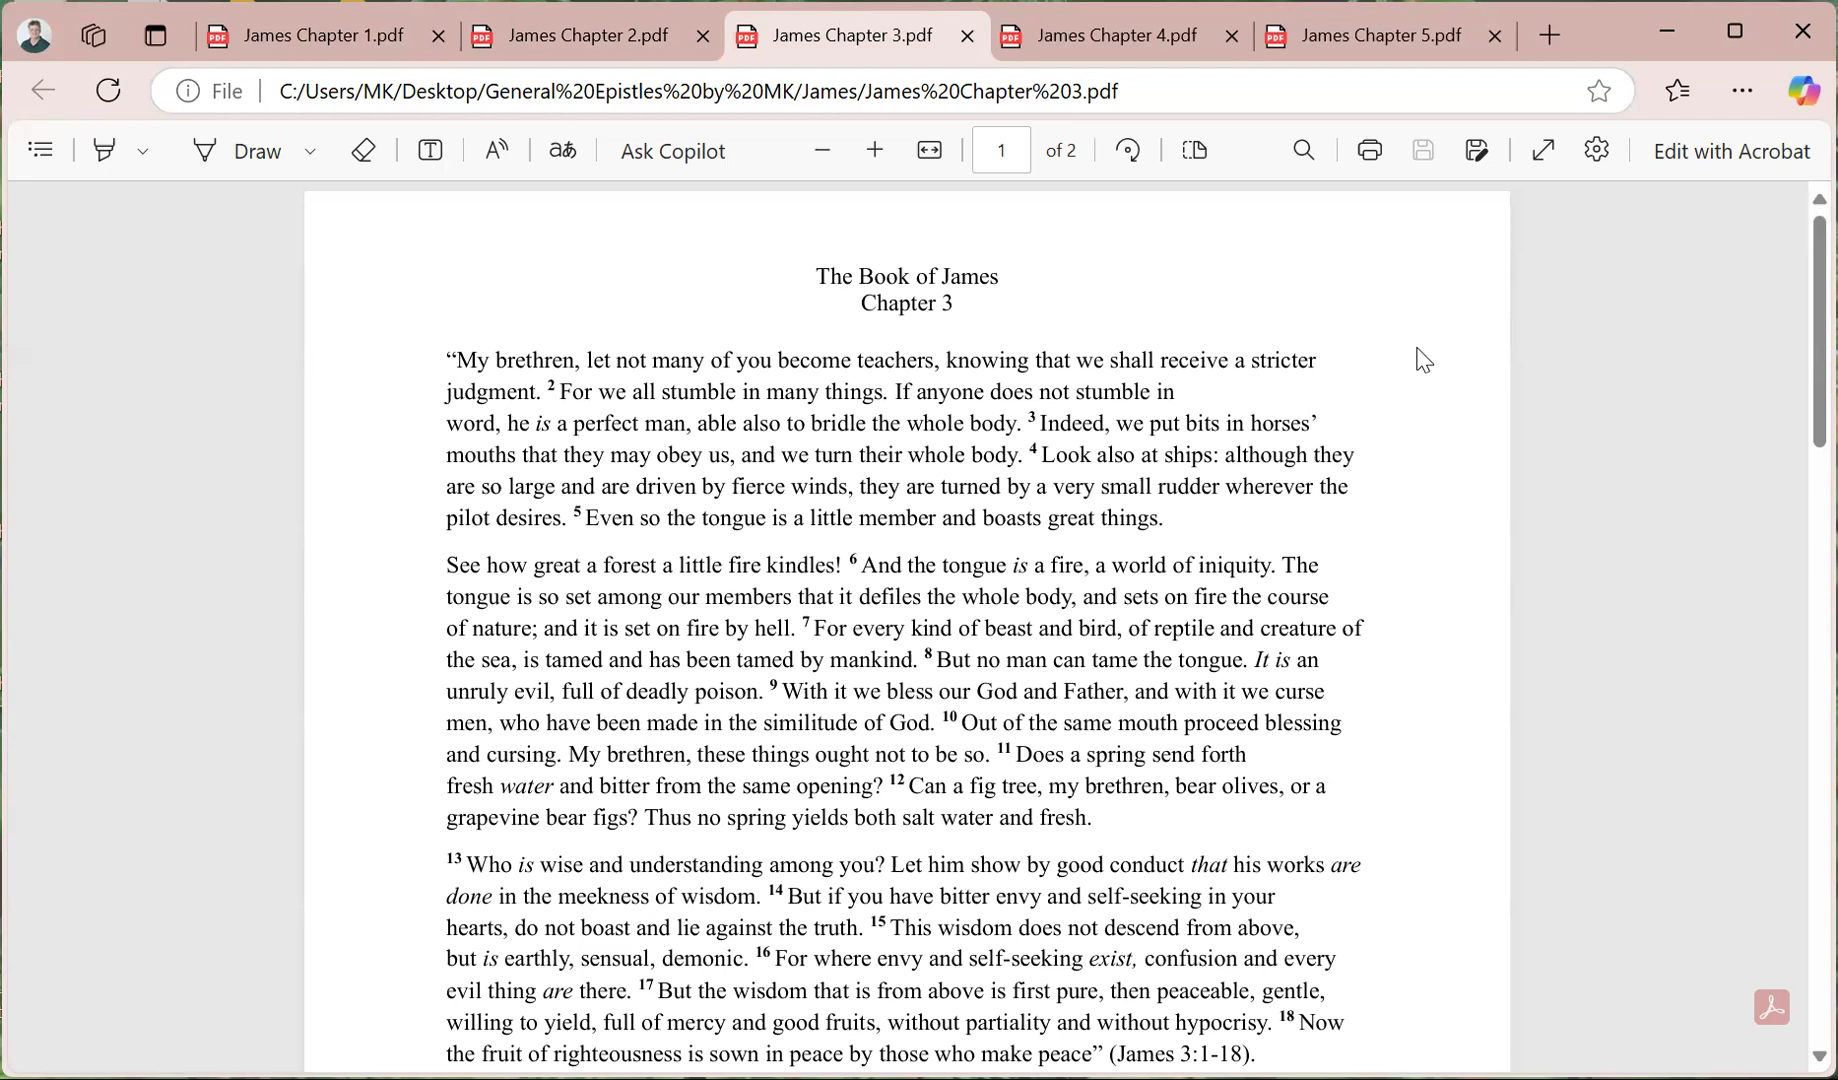 James Chapter 1.pdf
James Chapter 2.pdf
James Chapter 3.pdf
James Chapter 4.pdf
James Chapter 5.pdf
File
C:/Users/MK/Desktop/General%20Epistles%20by%20MK/James/James%20Chapter%203.pdf
Draw
aあ
Ask Copilot
1
of 2
Edit with Acrobat
The Book of James
Chapter 3
“My brethren, let not many of you become teachers, knowing that we shall receive a stricter
judgment. 2 For we all stumble in many things. If anyone does not stumble in
word, he is a perfect man, able also to bridle the whole body. 3 Indeed, we put bits in horses’
mouths that they may obey us, and we turn their whole body. 4 Look also at ships: although they
are so large and are driven by fierce winds, they are turned by a very small rudder wherever the
pilot desires. 5 Even so the tongue is a little member and boasts great things.
See how great a forest a little fire kindles! 6 And the tongue is a fire, a world of iniquity. The
tongue is so set among our members that it defiles the whole body, and sets on fire the course
of nature; and it is set on fire by hell. 7 For every kind of beast and bird, of reptile and creature of
the sea, is tamed and has been tamed by mankind. 8 But no man can tame the tongue. It is an
unruly evil, full of deadly poison. 9 With it we bless our God and Father, and with it we curse
men, who have been made in the similitude of God. 10 Out of the same mouth proceed blessing
and cursing. My brethren, these things ought not to be so. 11 Does a spring send forth
fresh water and bitter from the same opening? 12 Can a fig tree, my brethren, bear olives, or a
grapevine bear figs? Thus no spring yields both salt water and fresh.
13 Who is wise and understanding among you? Let him show by good conduct that his works are
done in the meekness of wisdom. 14 But if you have bitter envy and self-seeking in your
hearts, do not boast and lie against the truth. 15 This wisdom does not descend from above,
but is earthly, sensual, demonic. 16 For where envy and self-seeking exist, confusion and every
evil thing are there. 17 But the wisdom that is from above is first pure, then peaceable, gentle,
willing to yield, full of mercy and good fruits, without partiality and without hypocrisy. 18 Now
the fruit of righteousness is sown in peace by those who make peace” (James 3:1-18).